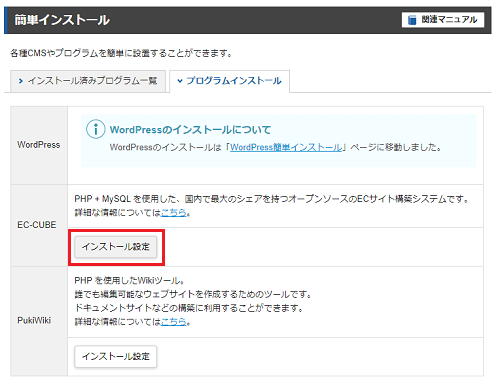 簡単インストール
関連マニュアル
各種CMSやプログラムを簡単に設置することができます。
インストール済みプログラム一覧
プログラムインストール
WordPress
WordPressのインストールについて
WordPressのインストールは「WordPress簡単インストール」ページに移動しました。
EC-CUBE
PHP + MySQL を使用した、国内で最大のシェアを持つオープンソースのECサイト構築システムです。
詳細な情報についてはこちら。
インストール設定
PukiWiki
PHP を使用したWikiツール。
誰でも編集可能なウェブサイトを作成するためのツールです。
ドキュメントサイトなどの構築に利用することができます。
詳細な情報についてはこちら。
インストール設定